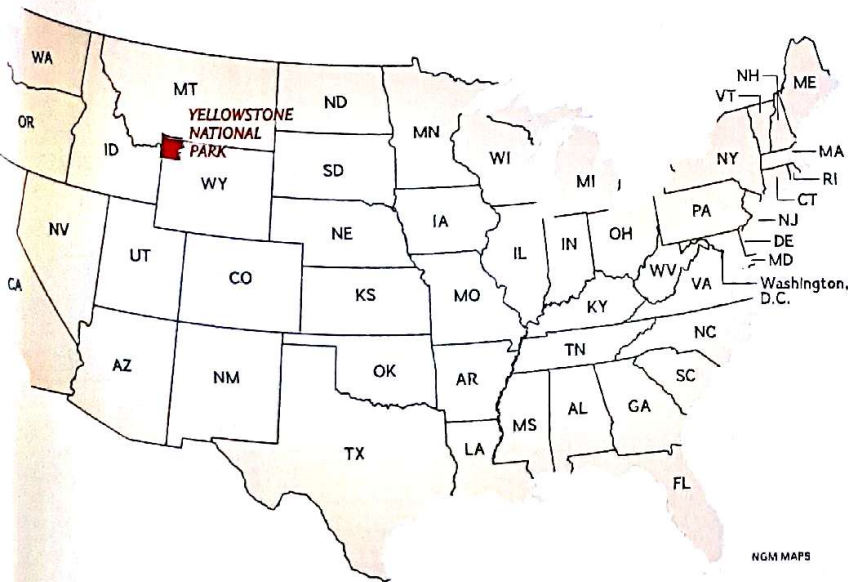 WA
MT
ND
MN
NH
VT
ME
OR
ID
YELLOWSTONE
NATIONAL
PARK
WY
SD
WI
MI
NY
MA
RI
CT
NV
UT
CO
NE
IA
IL
IN
OH
PA
NJ
DE
MD
CA
KS
MO
WV
VA
Washington,
D.C.
KY
NC
AZ
NM
OK
AR
TN
SC
TX
LA
MS
AL
GA
FL
NGM MAPS